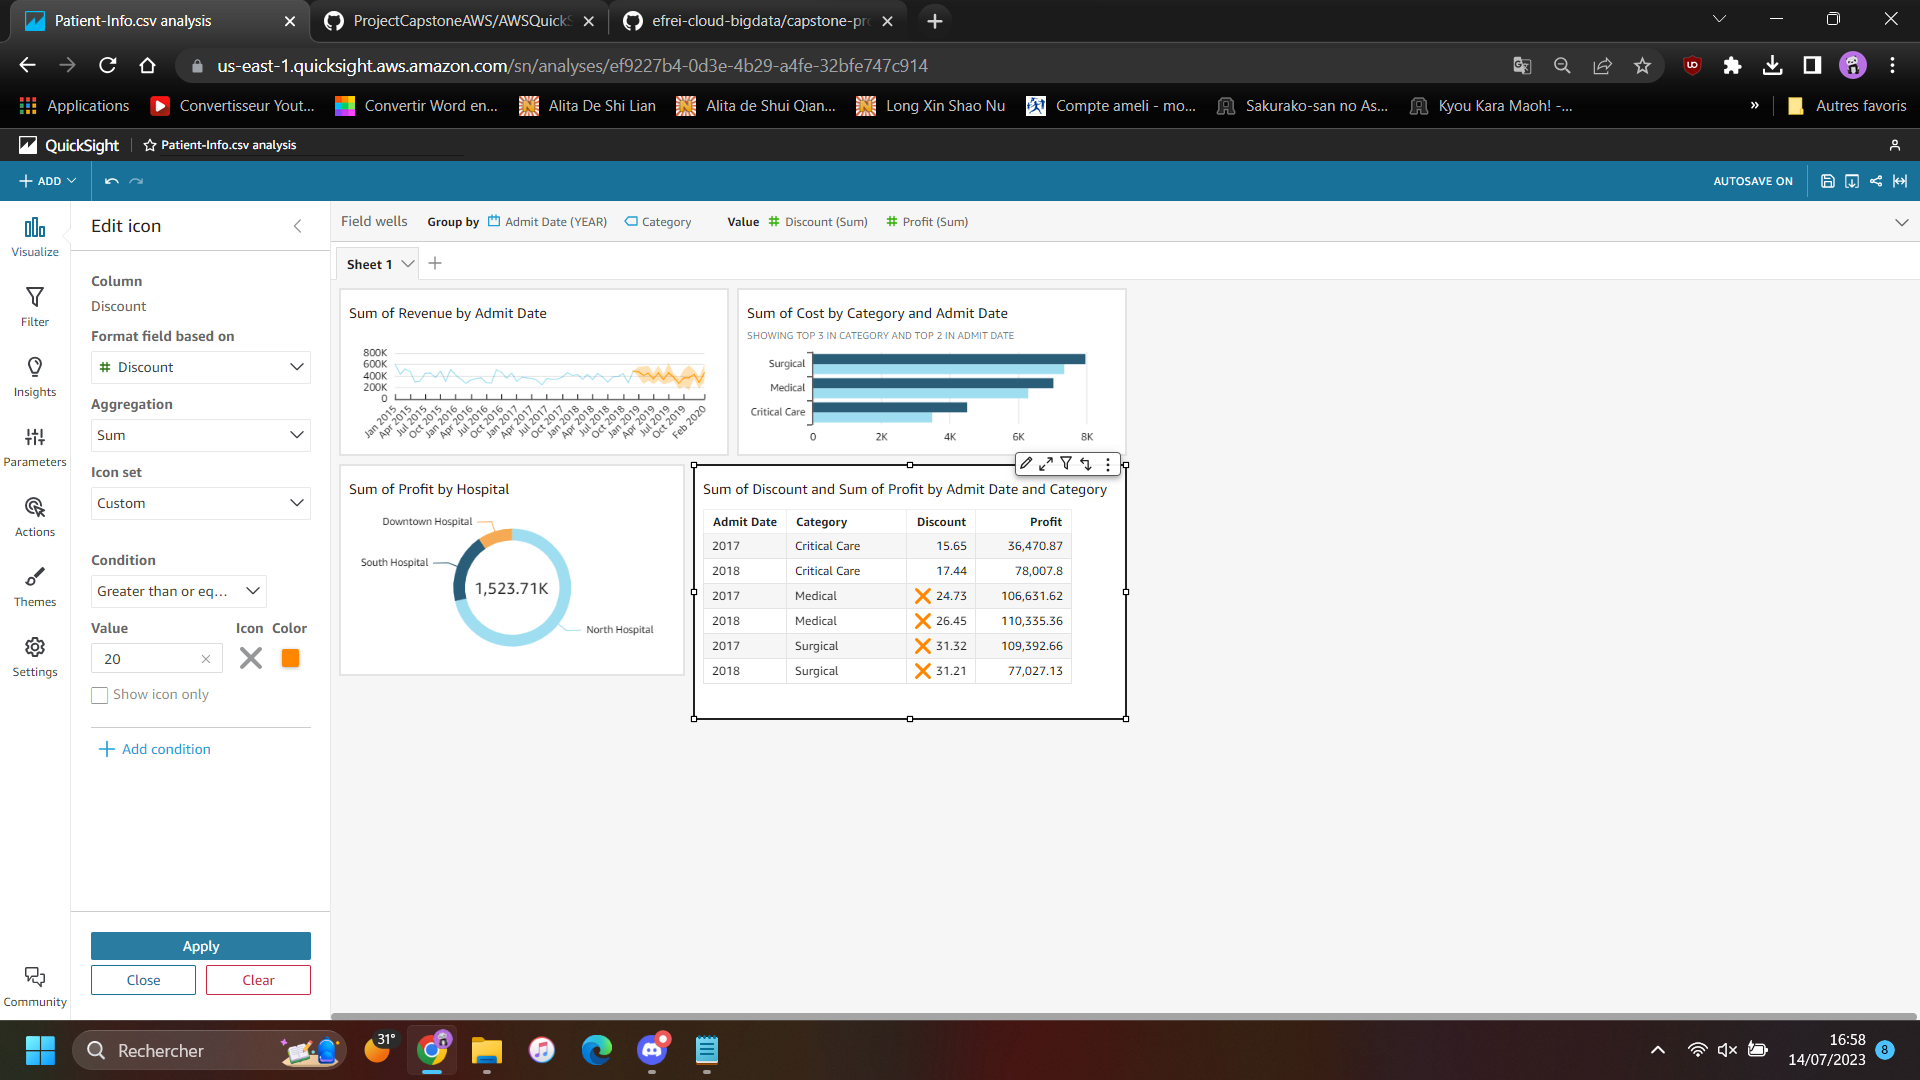 Patient-Info.csv analysis
ProjectCapstoneAWS/AWSQuickS
efrei-cloud-bigdata/capstone-pr
us-east-1.quicksight.aws.amazon.com/sn/analyses/ef9227b4-0d3e-4b29-a4fe-32bfe747c914
Applications
Convertisseur Yout...
Convertir Word en...
Alita De Shi Lian
Alita de Shui Qian...
Long Xin Shao Nu
Compte ameli - mo...
Sakurako-san no As...
Kyou Kara Maoh! -...
»
Autres favoris
QuickSight
Patient-Info.csv analysis
ADD
AUTOSAVE ON
Visualize
Filter
Insights
Parameters
Actions
Themes
Settings
Community
Edit icon
Column
Discount
Format field based on
# Discount
Aggregation
Sum
Icon set
Custom
Condition
Greater than or eq...
Value Icon Color
20
Show icon only
Add condition
Apply
Close
Clear
Field wells
Group by Admit Date (YEAR) Category
Value # Discount (Sum) # Profit (Sum)
Sheet 1
Sum of Revenue by Admit Date
800K
600K
400K
200K
0
Jan 2015
Apr 2015
Jul 2015
Oct 2015
Jan 2016
Apr 2016
Jul 2016
Oct 2016
Jan 2017
Apr 2017
Jul 2017
Oct 2017
Jan 2018
Apr 2018
Jul 2018
Oct 2018
Jan 2019
Apr 2019
Jul 2019
Oct 2019
Feb 2020
Sum of Cost by Category and Admit Date
SHOWING TOP 3 IN CATEGORY AND TOP 2 IN ADMIT DATE
Surgical
Medical
Critical Care
0 2K 4K 6K 8K
Sum of Profit by Hospital
Downtown Hospital
South Hospital
1,523.71K
North Hospital
Sum of Discount and Sum of Profit by Admit Date and Category
Admit Date Category Discount Profit
2017 Critical Care 15.65 36,470.87
2018 Critical Care 17.44 78,007.8
2017 Medical 24.73 106,631.62
2018 Medical 26.45 110,335.36
2017 Surgical 31.32 109,392.66
2018 Surgical 31.21 77,027.13
Rechercher
31°
16:58
14/07/2023
8